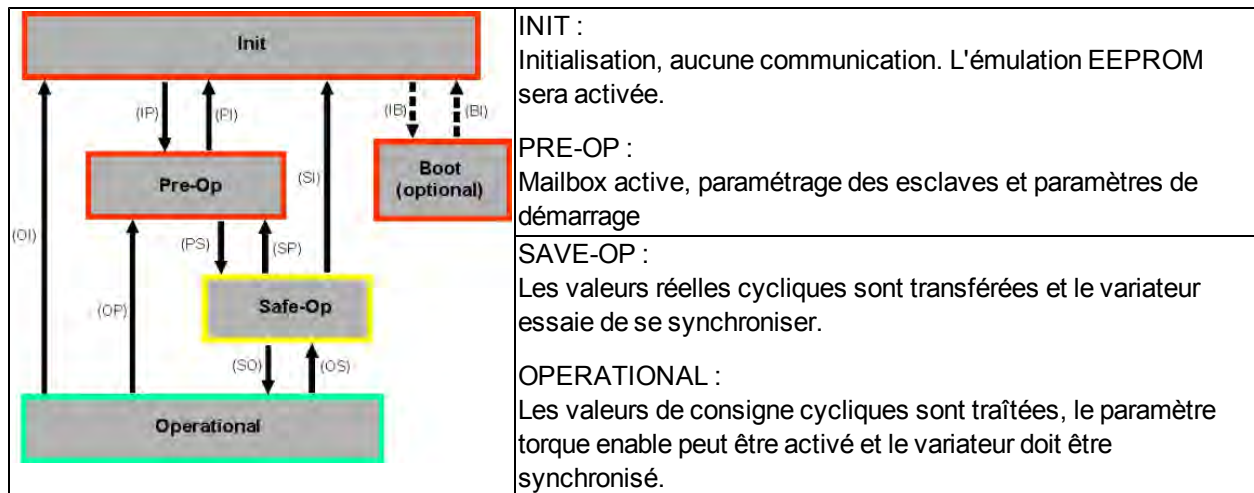 Init
(IP)
(PI)
(IB)
(BI)
Pre-Op
(SI)
Boot
(optional)
(OI)
(PS)
(SP)
(OP)
Safe-Op
(SO)
(OS)
Operational
INIT :
Initialisation, aucune communication. L'émulation EEPROM
sera activée.
PRE-OP :
Mailbox active, paramétrage des esclaves et paramètres de
démarrage
SAVE-OP :
Les valeurs réelles cycliques sont transférées et le variateur
essaie de se synchroniser.
OPERATIONAL :
Les valeurs de consigne cycliques sont traîtées, le paramètre
torque enable peut être activé et le variateur doit être
synchronisé.